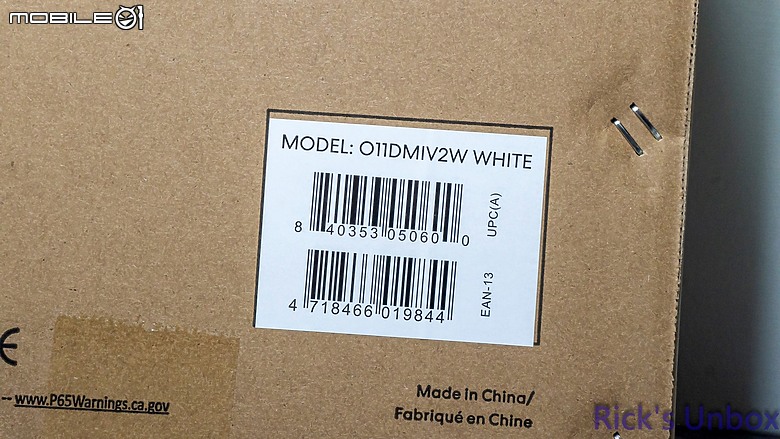 MOBILE01
MODEL: O11DMIV2W WHITE
8 40353 05060 0
UPC(A)
4 718466 019844
EAN-13
CE
-- www.P65Warnings.ca.gov
Made in China/
Fabriqué en Chine
Rick's Unbox